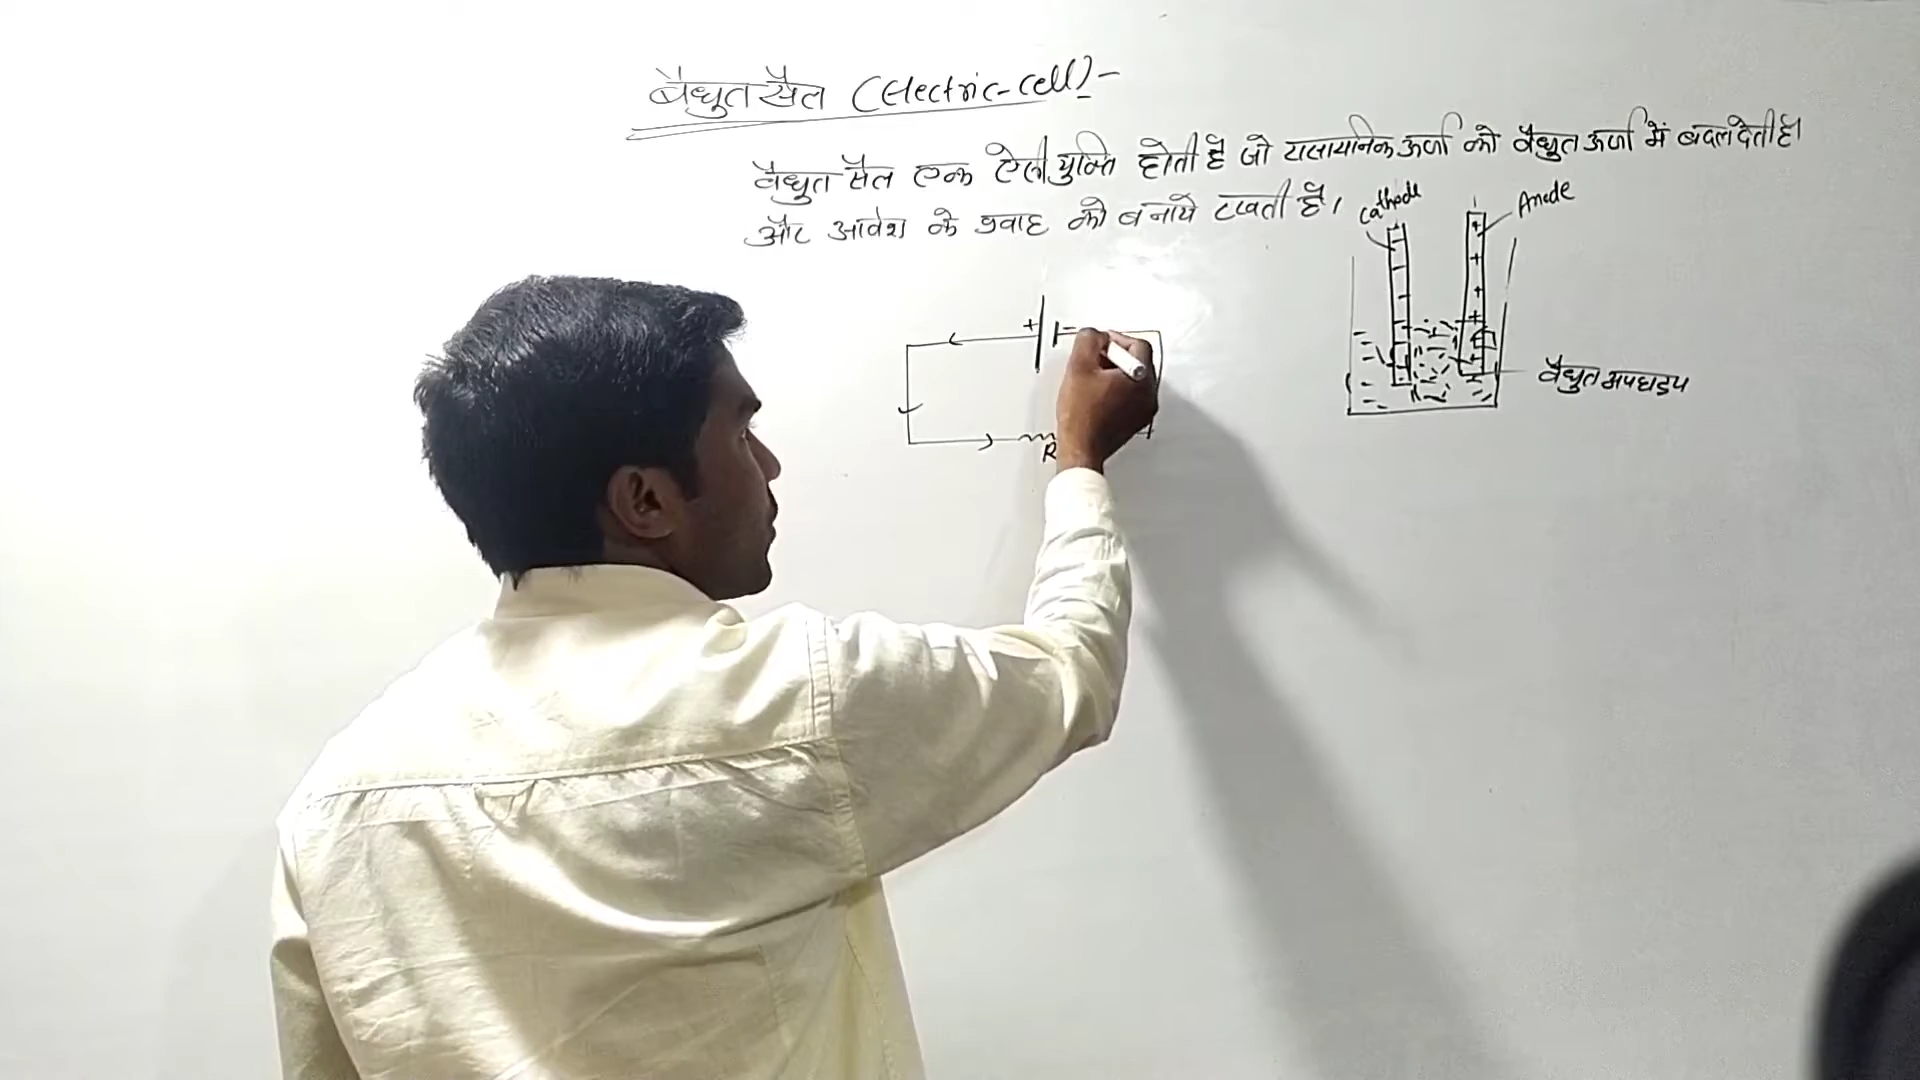 वैधुत सैल (Electric-cell) -
वैधुत सैल एक ऐसी युक्ति होती है जो रासायनिक ऊर्जा को वैधुत ऊर्जा में बदल देती है।
और आवेश के प्रवाह को बनाये रखती है।
Cathode
Anode
+ -
R
वैधुत अपघट्य